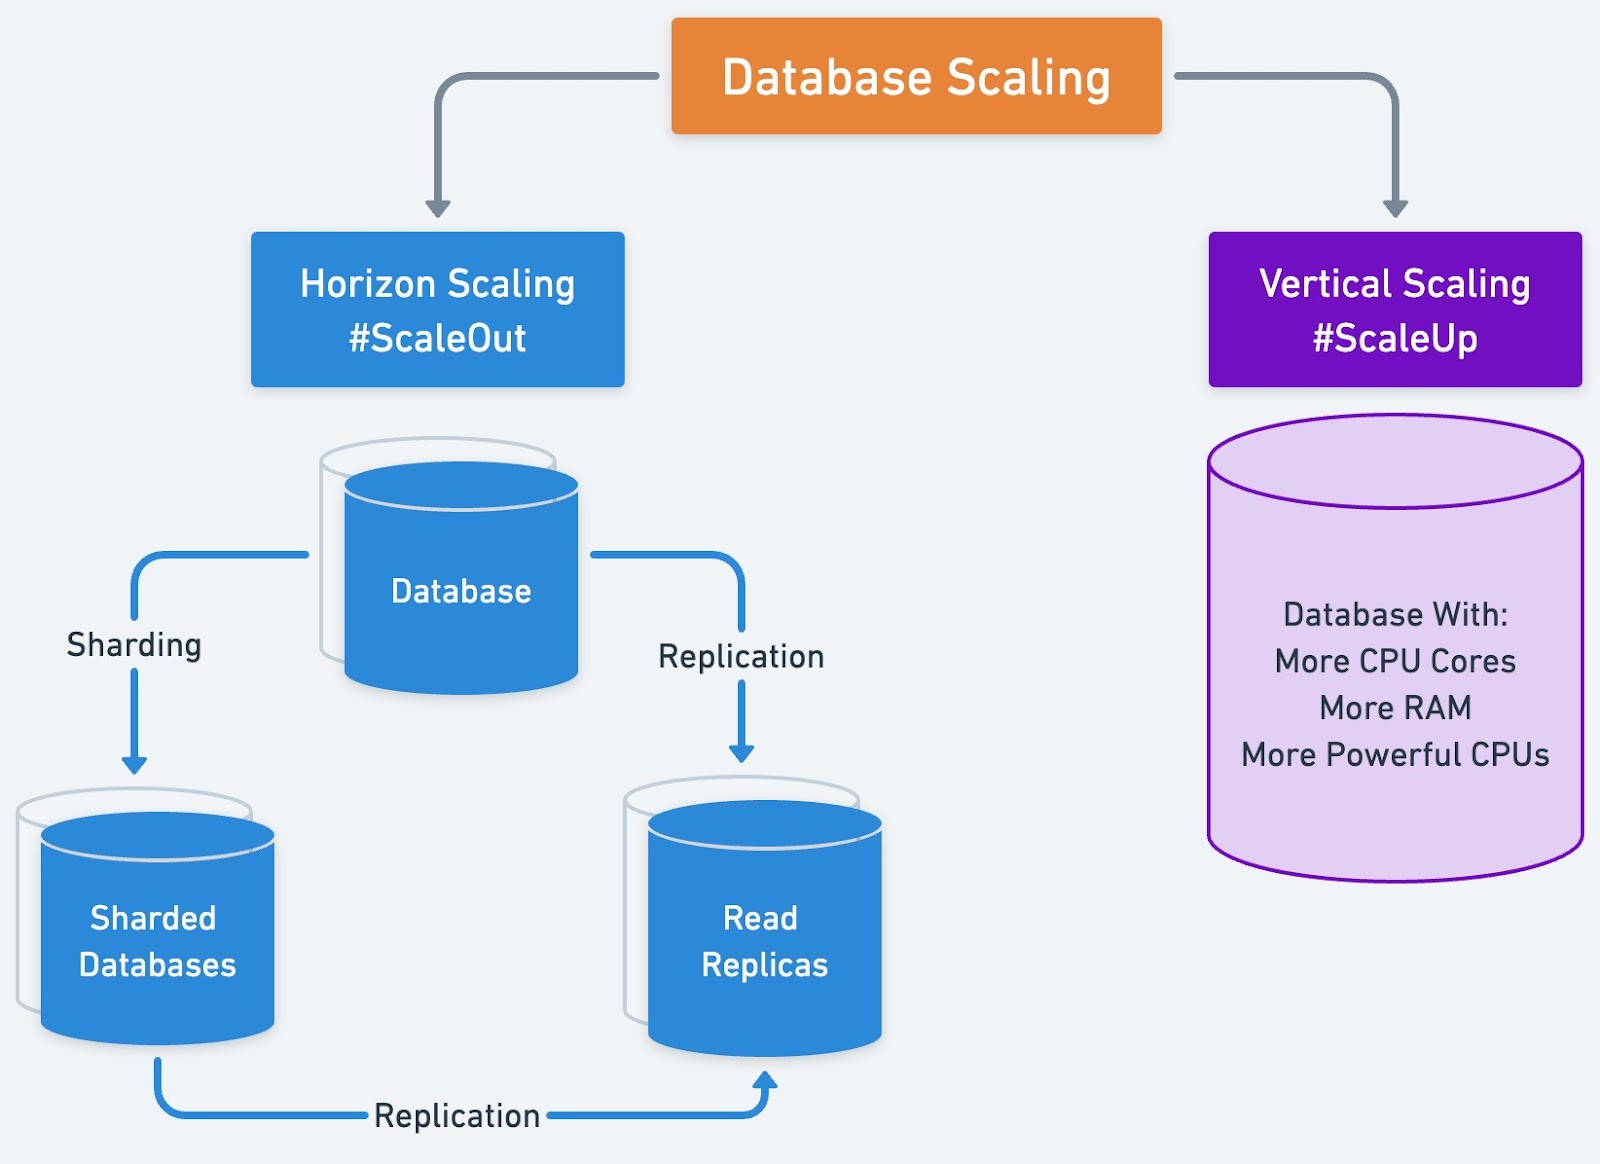 Database Scaling
Horizon Scaling
#ScaleOut
Vertical Scaling
#ScaleUp
Database
Sharding
Replication
Database With:
More CPU Cores
More RAM
More Powerful CPUs
Sharded
Databases
Read
Replicas
Replication